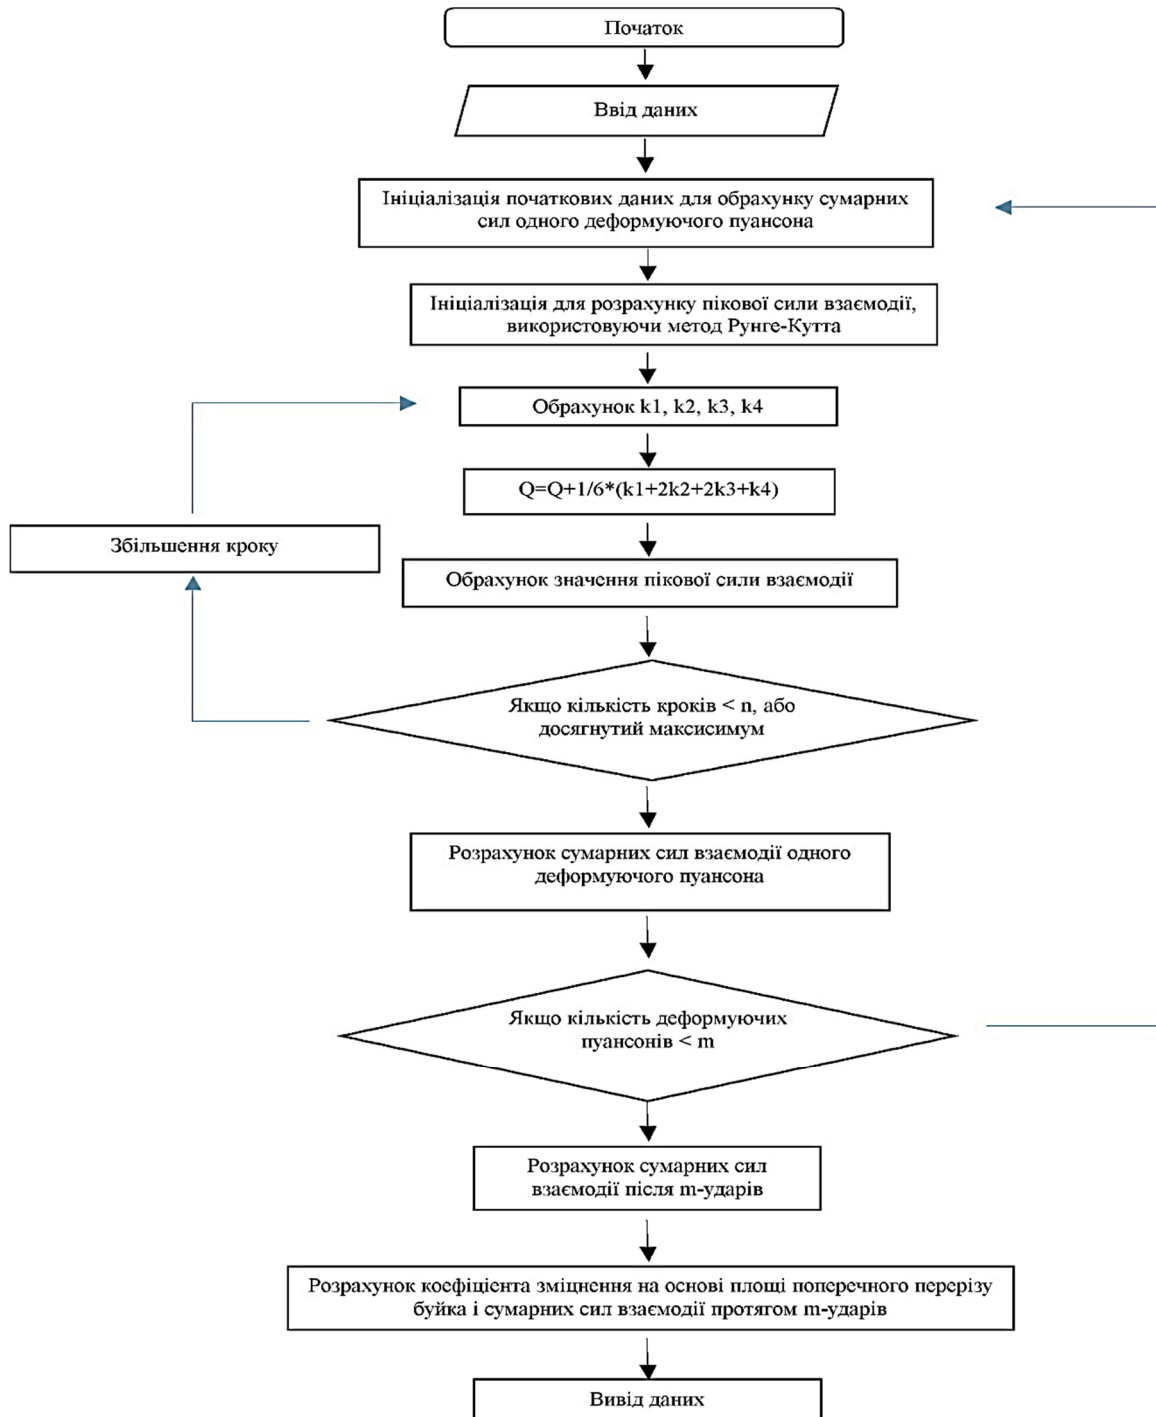 Початок
Ввід даних
Ініціалізація початкових даних для обрахунку сумарних
сил одного деформуючого пуансона
Ініціалізація для розрахунку пікової сили взаємодії,
використовуючи метод Рунге-Кутта
Обрахунок k1, k2, k3, k4
Q=Q+1/6*(k1+2k2+2k3+k4)
Збільшення кроку
Обрахунок значення пікової сили взаємодії
Якщо кількість кроків < n, або
досягнутий максисимум
Розрахунок сумарних сил взаємодії одного
деформуючого пуансона
Якщо кількість деформуючих
пуансонів < m
Розрахунок сумарних сил
взаємодії після m-ударів
Розрахунок коефіцієнта зміцнення на основі площі поперечного перерізу
буйка і сумарних сил взаємодії протягом m-ударів
Вивід даних